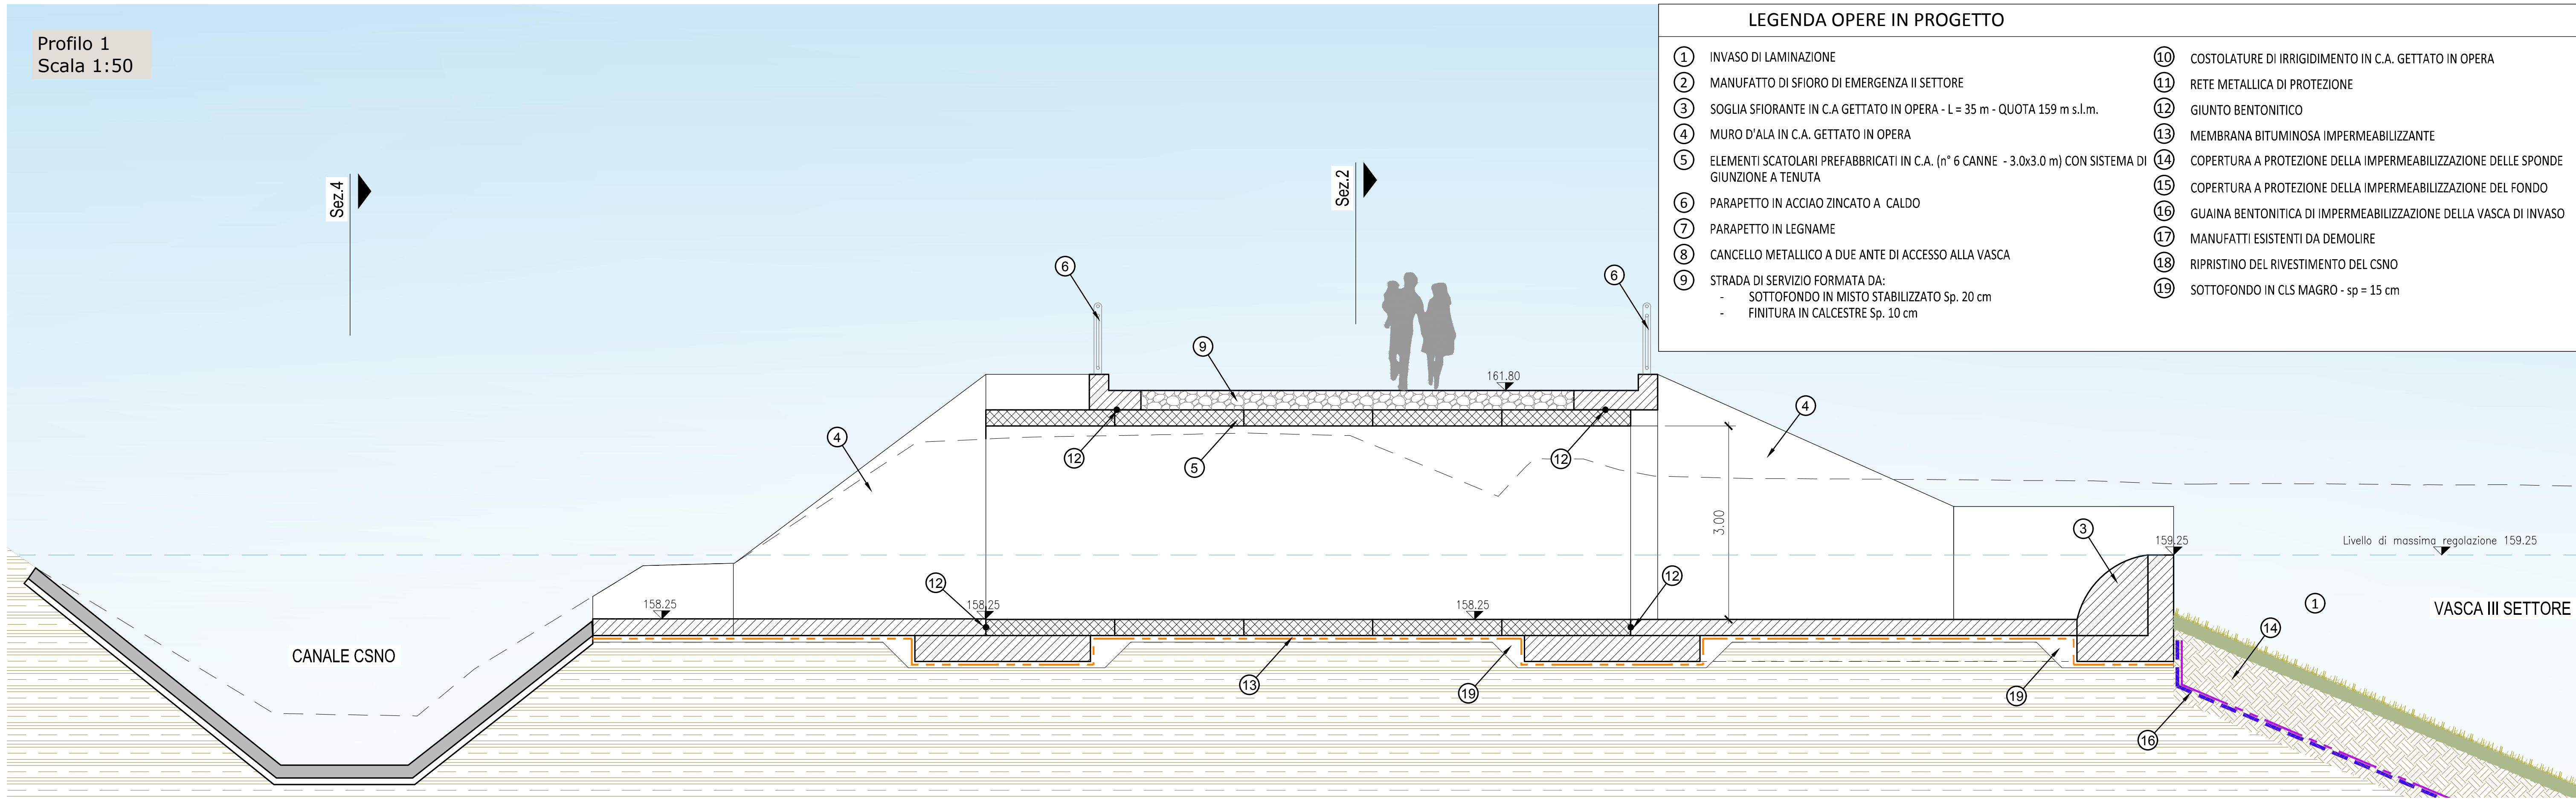 Profilo 1
Scala 1:50
LEGENDA OPERE IN PROGETTO
1 INVASO DI LAMINAZIONE
2 MANUFATTO DI SFIORO DI EMERGENZA II SETTORE
3 SOGLIA SFIORANTE IN C.A GETTATO IN OPERA - L = 35 m - QUOTA 159 m s.l.m.
4 MURO D'ALA IN C.A. GETTATO IN OPERA
5 ELEMENTI SCATOLARI PREFABBRICATI IN C.A. (n° 6 CANNE - 3.0x3.0 m) CON SISTEMA DI
GIUNZIONE A TENUTA
6 PARAPETTO IN ACCIAO ZINCATO A CALDO
7 PARAPETTO IN LEGNAME
8 CANCELLO METALLICO A DUE ANTE DI ACCESSO ALLA VASCA
9 STRADA DI SERVIZIO FORMATA DA:
- SOTTOFONDO IN MISTO STABILIZZATO Sp. 20 cm
- FINITURA IN CALCESTRE Sp. 10 cm
10 COSTOLATURE DI IRRIGIDIMENTO IN C.A. GETTATO IN OPERA
11 RETE METALLICA DI PROTEZIONE
12 GIUNTO BENTONITICO
13 MEMBRANA BITUMINOSA IMPERMEABILIZZANTE
14 COPERTURA A PROTEZIONE DELLA IMPERMEABILIZZAZIONE DELLE SPONDE
15 COPERTURA A PROTEZIONE DELLA IMPERMEABILIZZAZIONE DEL FONDO
16 GUAINA BENTONITICA DI IMPERMEABILIZZAZIONE DELLA VASCA DI INVASO
17 MANUFATTI ESISTENTI DA DEMOLIRE
18 RIPRISTINO DEL RIVESTIMENTO DEL CSNO
19 SOTTOFONDO IN CLS MAGRO - sp = 15 cm
Sez.4
Sez.2
6
6
9
161.80
4
4
12
5
12
3.00
3
159.25
Livello di massima regolazione 159.25
12
12
158.25
158.25
158.25
1
VASCA III SETTORE
14
CANALE CSNO
13
19
19
16